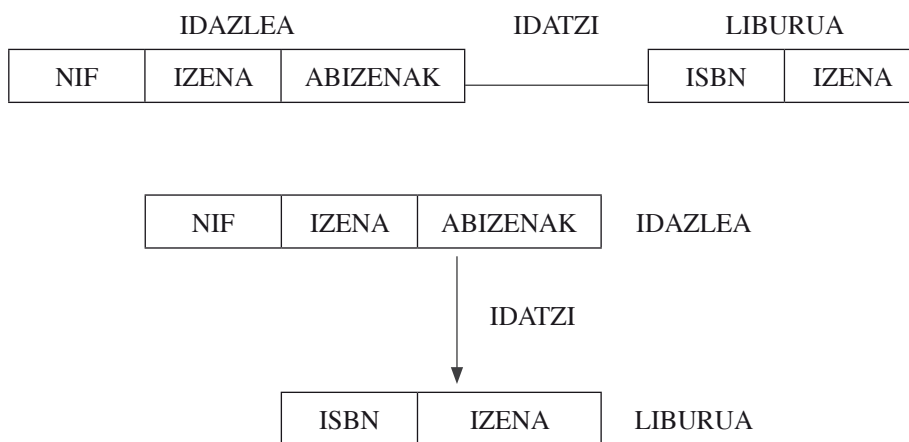 IDAZLEA IDATZI LIBURUA
NIF IZENA ABIZENAK ISBN IZENA
NIF IZENA ABIZENAK IDAZLEA
IDATZI
ISBN IZENA LIBURUA